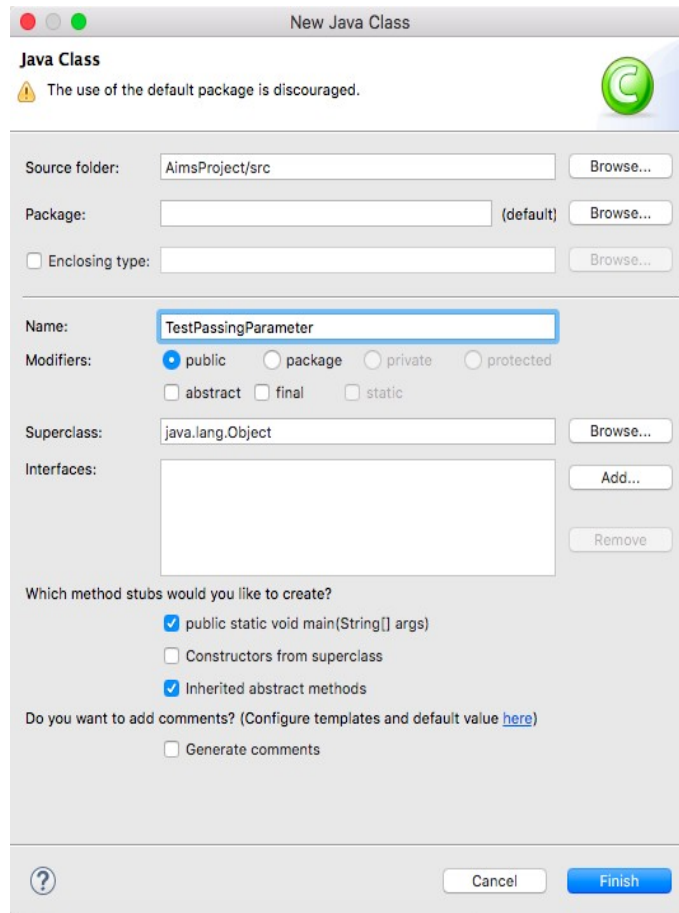 New Java Class
Java Class
The use of the default package is discouraged.
C
Source folder: AimsProject/src Browse...
Package: (default) Browse...
Enclosing type: Browse...
Name: TestPassingParameter
Modifiers: public package private protected
abstract final static
Superclass: java.lang.Object Browse...
Interfaces: Add...
Remove
Which method stubs would you like to create?
public static void main(String[] args)
Constructors from superclass
Inherited abstract methods
Do you want to add comments? (Configure templates and default value here)
Generate comments
? Cancel Finish